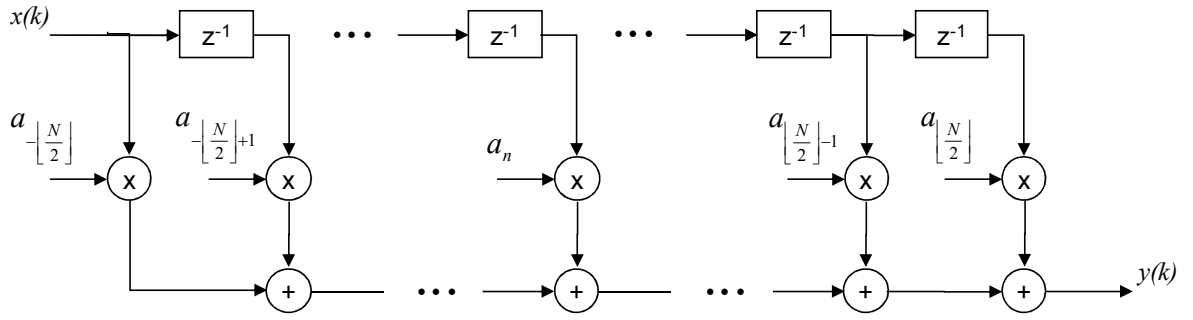 x(k)
z⁻¹ ••• z⁻¹ ••• z⁻¹ z⁻¹
a_{-⌊N/2⌋} a_{-⌊N/2⌋+1} a_n a_{⌊N/2⌋-1} a_{⌊N/2⌋}
x x x x x
y(k)
+ ••• + ••• + +